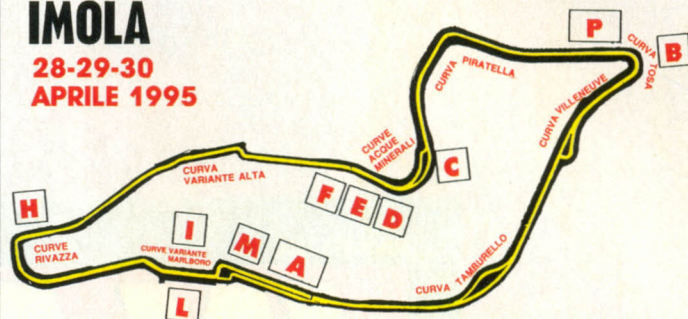 IMOLA
28-29-30
APRILE 1995
P
B
CURVA
TOSA
CURVA
PIRATELLA
CURVA VILLENEUVE
CURVE
ACQUE
MINERALI
C
CURVA
VARIANTE ALTA
F
E
D
H
I
CURVE VARIANTE
MARLBORO
M
A
CURVE
RIVAZZA
CURVA TAMBURELLO
L